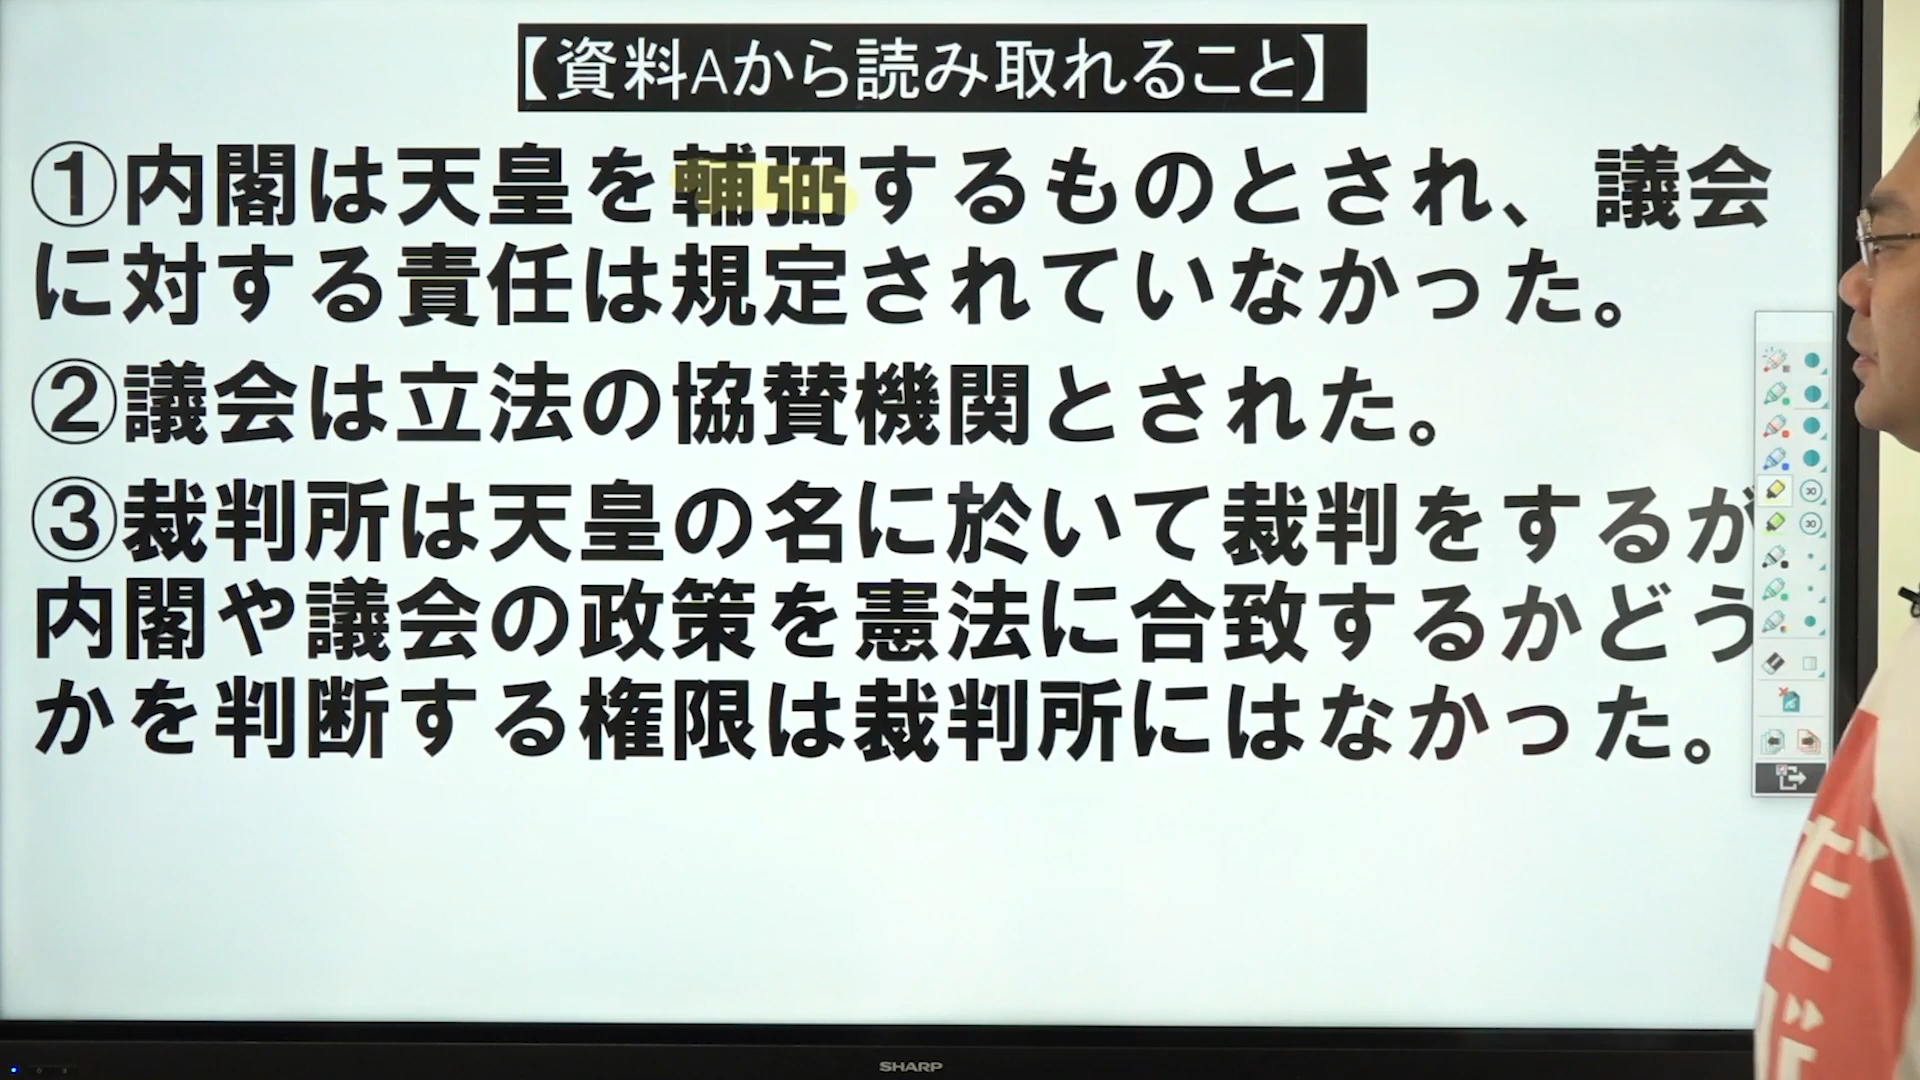 【資料Aから読み取れること】
①内閣は天皇を輔弼するものとされ、議会
に対する責任は規定されていなかった。
②議会は立法の協賛機関とされた。
③裁判所は天皇の名に於いて裁判をするが
内閣や議会の政策を憲法に合致するかどう
かを判断する権限は裁判所にはなかった。
30
30
SHARP